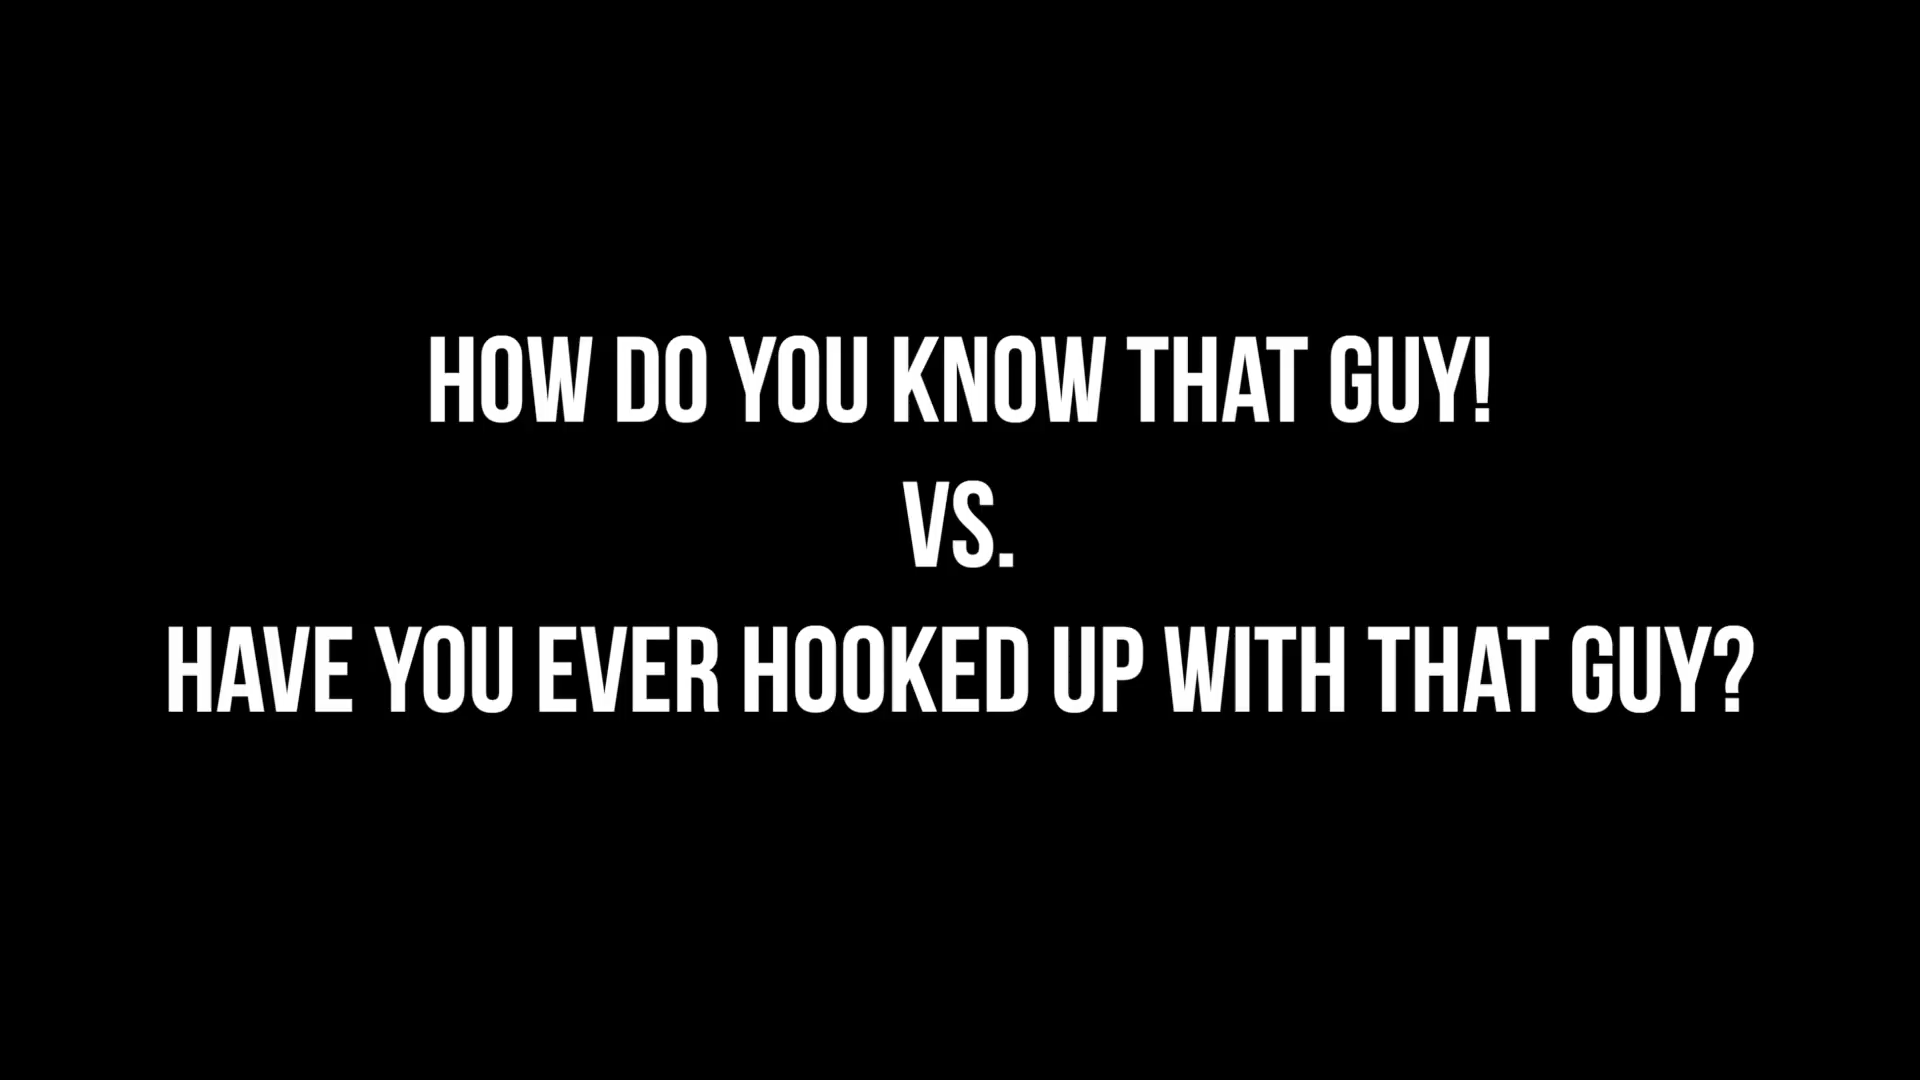 HOW DO YOU KNOW THAT GUY!
VS.
HAVE YOU EVER HOOKED UP WITH THAT GUY?